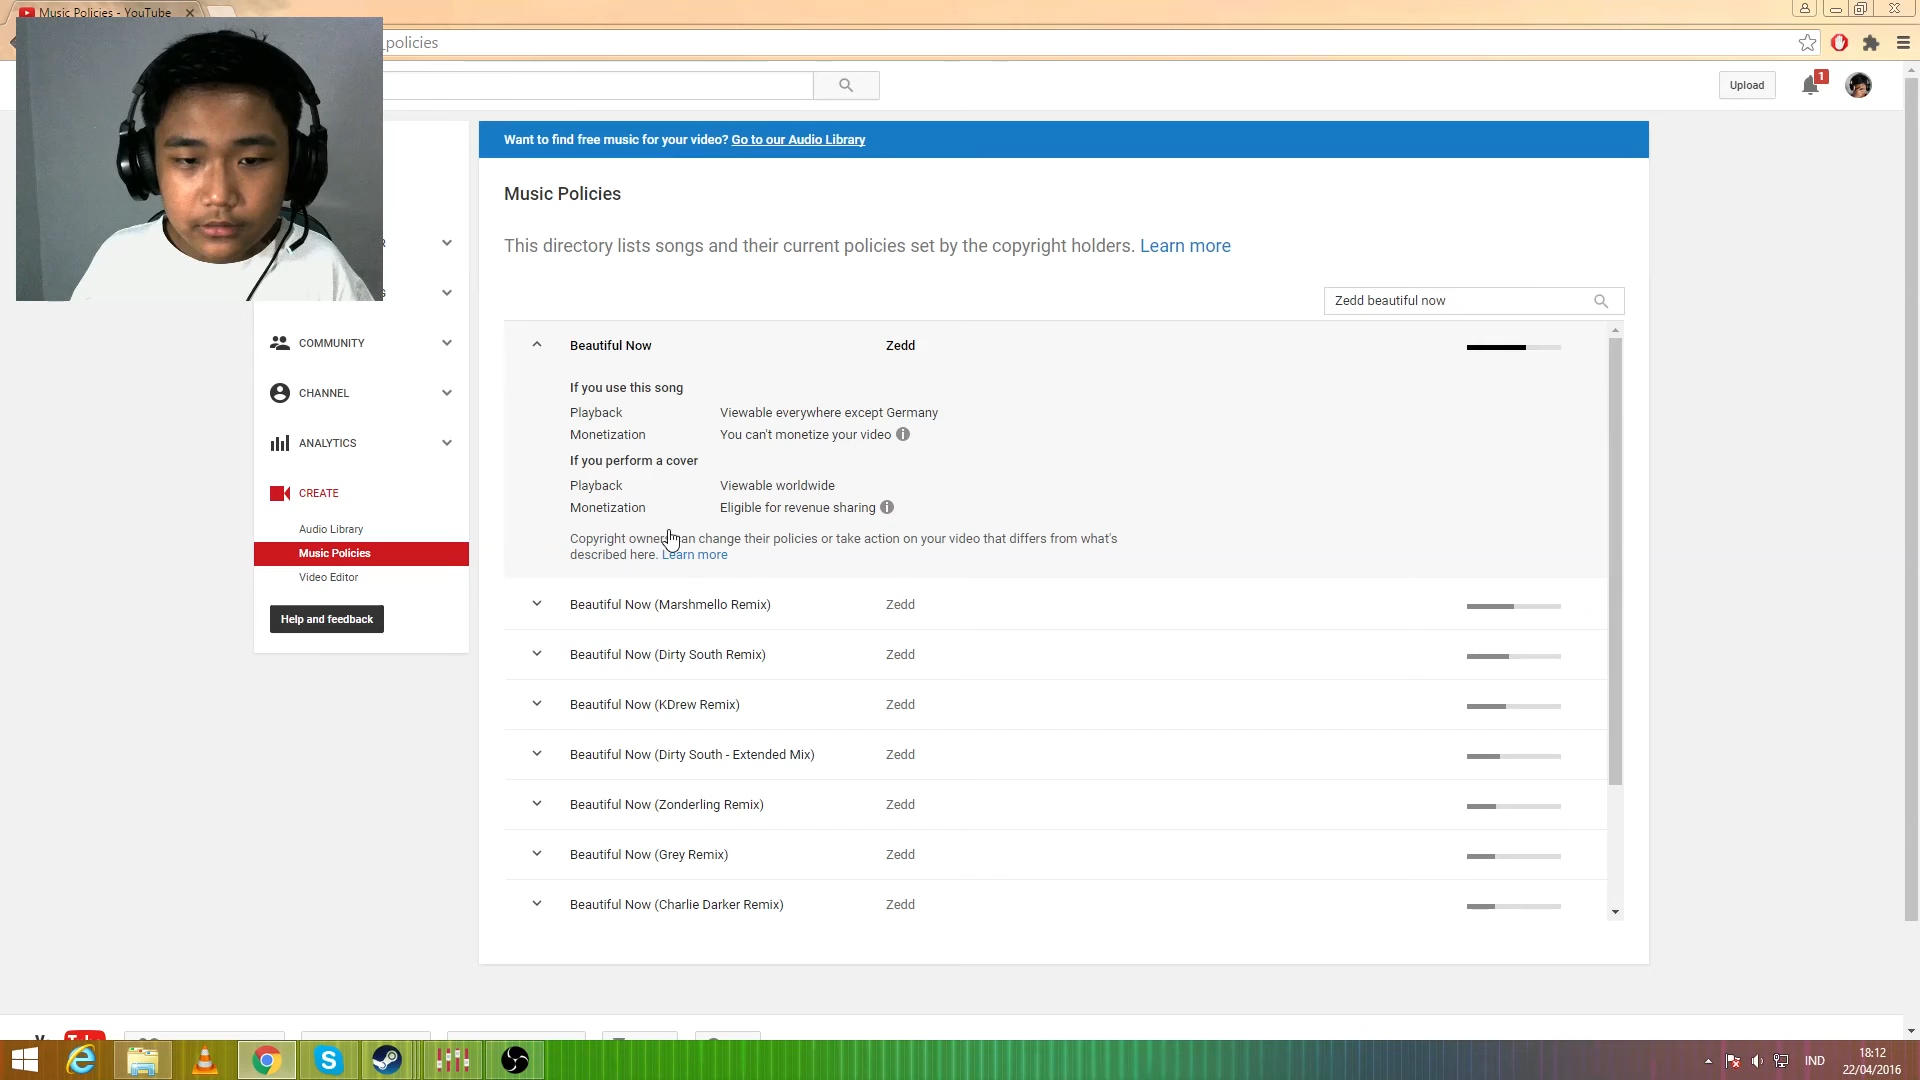 Music Policies - YouTube
_policies
Upload
1
Want to find free music for your video? Go to our Audio Library
Music Policies
This directory lists songs and their current policies set by the copyright holders. Learn more
Zedd beautiful now
COMMUNITY
CHANNEL
ANALYTICS
CREATE
Audio Library
Music Policies
Video Editor
Help and feedback
Beautiful Now Zedd
If you use this song
Playback Viewable everywhere except Germany
Monetization You can't monetize your video
If you perform a cover
Playback Viewable worldwide
Monetization Eligible for revenue sharing
Copyright owners can change their policies or take action on your video that differs from what's
described here. Learn more
Beautiful Now (Marshmello Remix) Zedd
Beautiful Now (Dirty South Remix) Zedd
Beautiful Now (KDrew Remix) Zedd
Beautiful Now (Dirty South - Extended Mix) Zedd
Beautiful Now (Zonderling Remix) Zedd
Beautiful Now (Grey Remix) Zedd
Beautiful Now (Charlie Darker Remix) Zedd
IND
18:12
22/04/2016